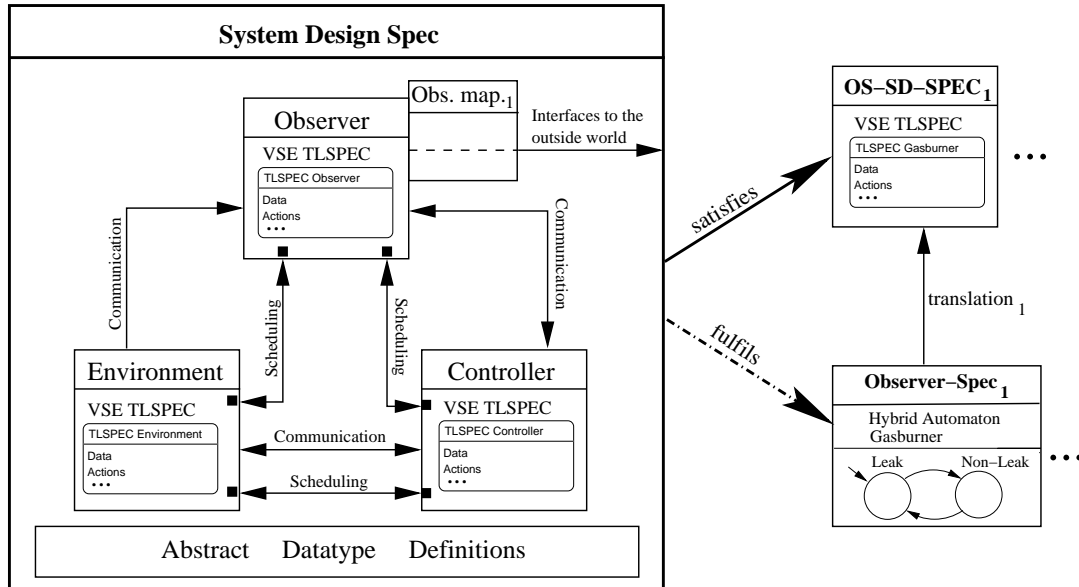 System Design Spec
Obs. map.1
Observer
VSE TLSPEC
TLSPEC Observer
Data
Actions
•••
Interfaces to the
outside world
Communication
Communication
Scheduling
Scheduling
Environment
VSE TLSPEC
TLSPEC Environment
Data
Actions
•••
Communication
Scheduling
Controller
VSE TLSPEC
TLSPEC Controller
Data
Actions
•••
Abstract Datatype Definitions
satisfies
fulfils
OS–SD–SPEC1
VSE TLSPEC
TLSPEC Gasburner
Data
Actions
•••
•••
translation 1
Observer–Spec1
Hybrid Automaton
Gasburner
Leak Non–Leak
•••